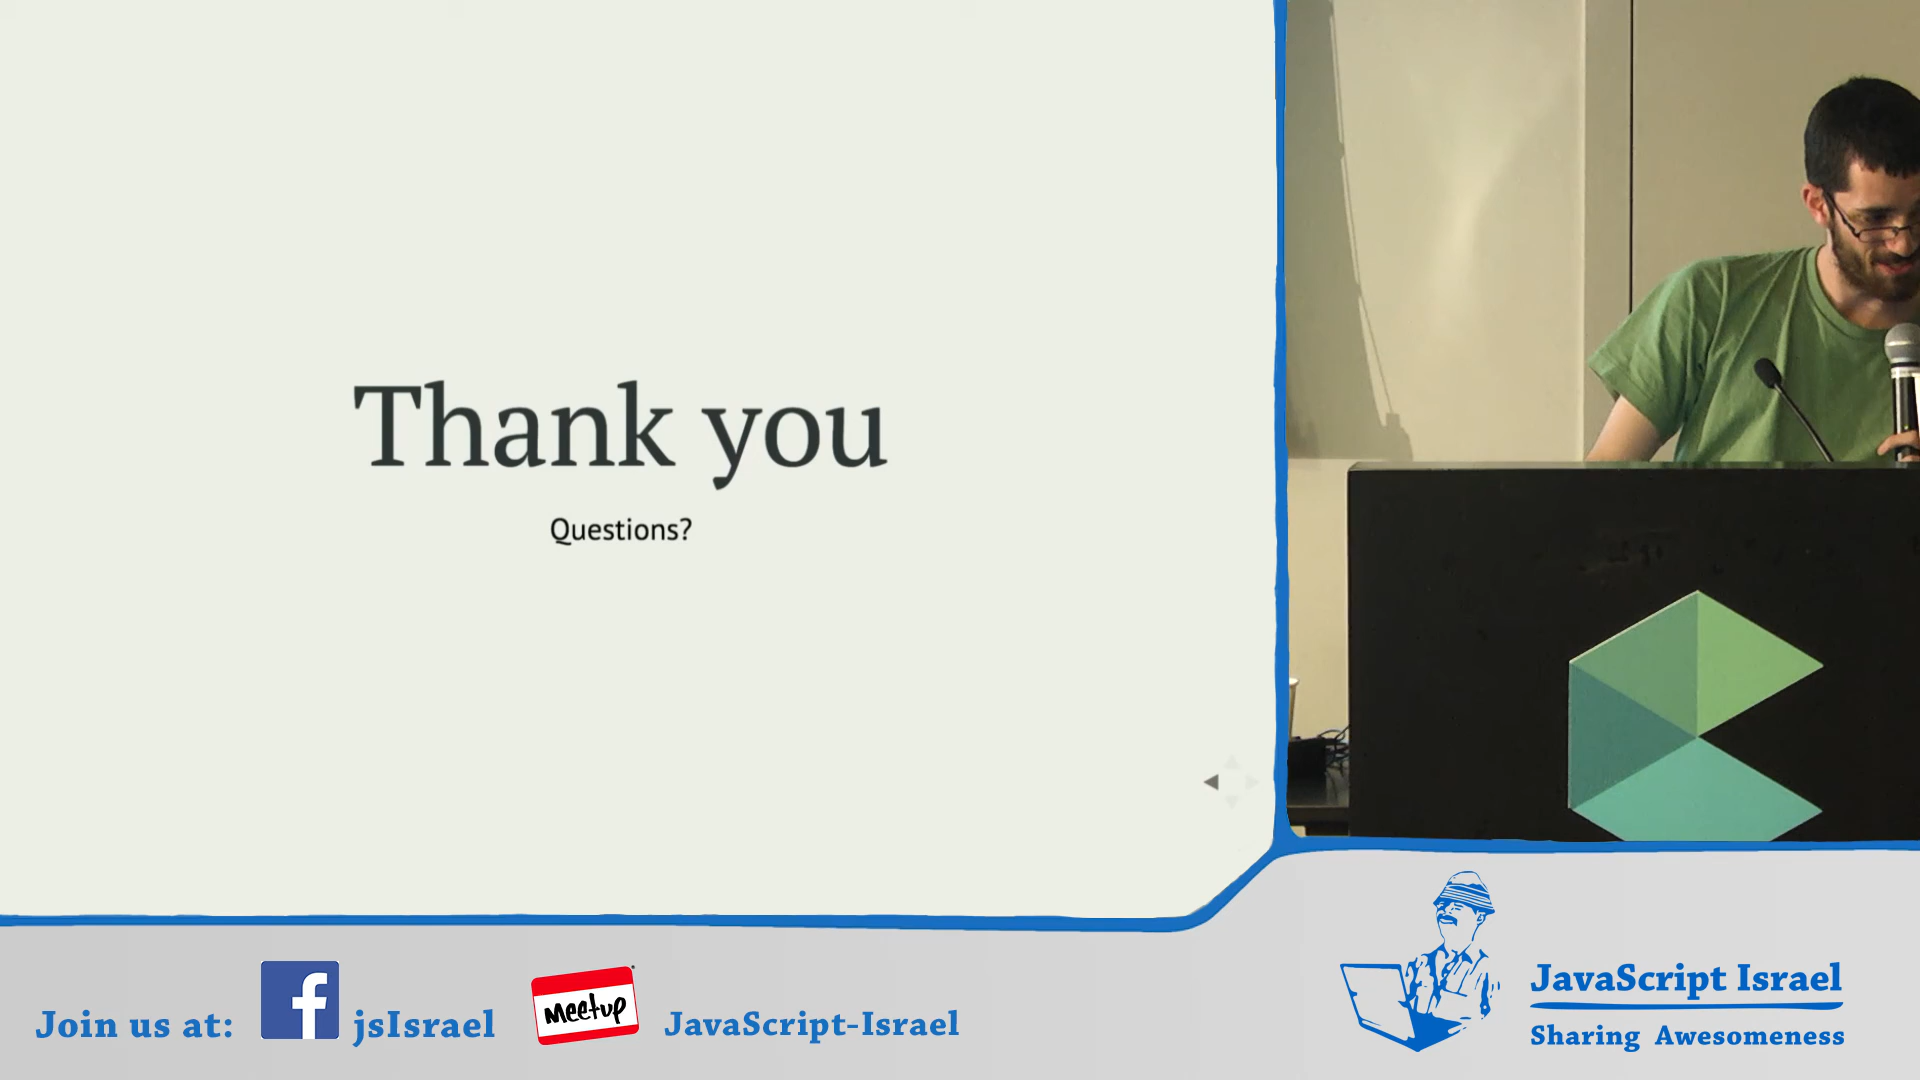 Thank you
Questions?
Join us at:
f
jsIsrael
Meetup
JavaScript-Israel
JavaScript Israel
Sharing Awesomeness